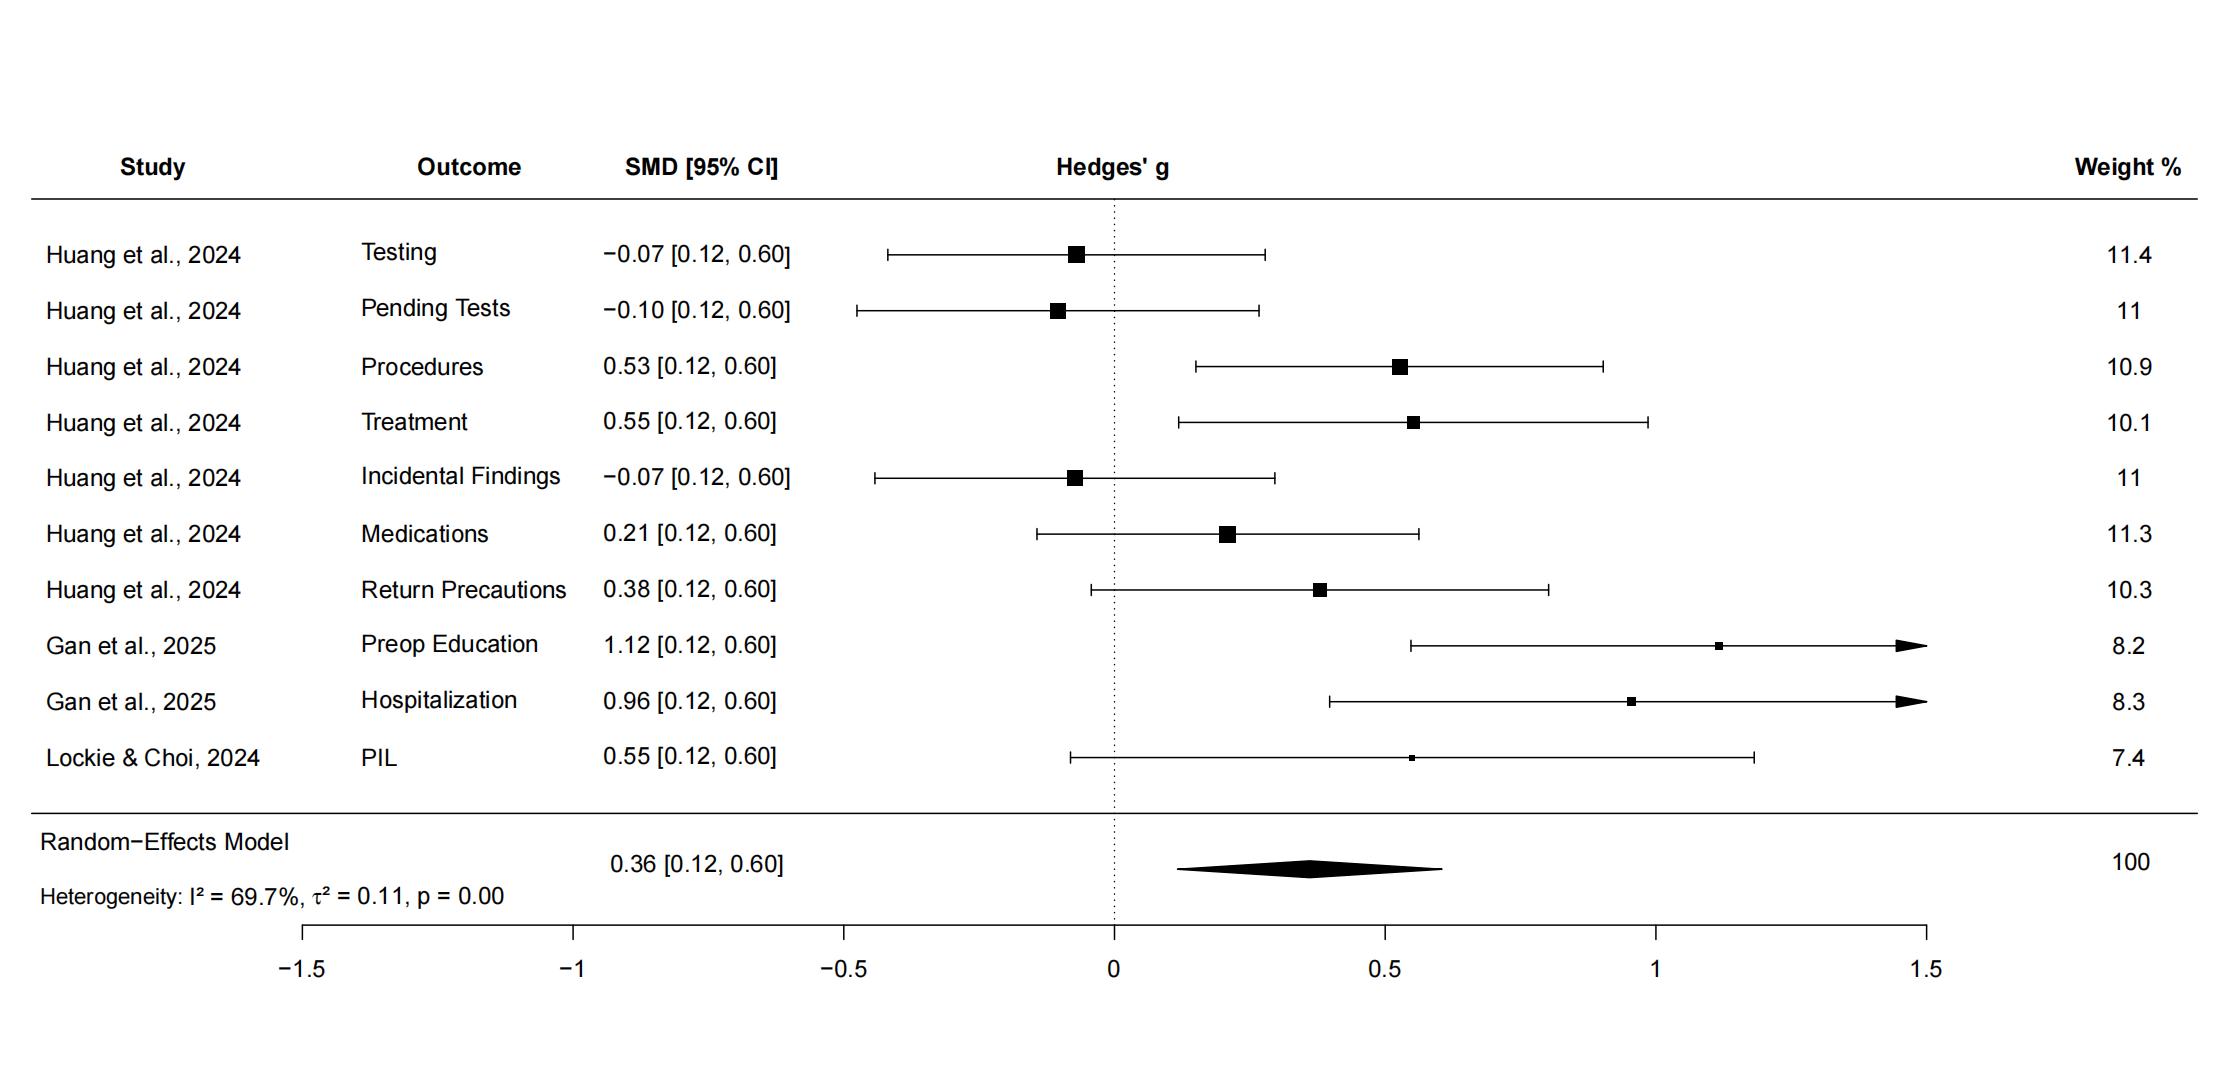 Study Outcome SMD [95% CI] Hedges' g Weight %
Huang et al., 2024 Testing −0.07 [0.12, 0.60] 11.4
Huang et al., 2024 Pending Tests −0.10 [0.12, 0.60] 11
Huang et al., 2024 Procedures 0.53 [0.12, 0.60] 10.9
Huang et al., 2024 Treatment 0.55 [0.12, 0.60] 10.1
Huang et al., 2024 Incidental Findings −0.07 [0.12, 0.60] 11
Huang et al., 2024 Medications 0.21 [0.12, 0.60] 11.3
Huang et al., 2024 Return Precautions 0.38 [0.12, 0.60] 10.3
Gan et al., 2025 Preop Education 1.12 [0.12, 0.60] 8.2
Gan et al., 2025 Hospitalization 0.96 [0.12, 0.60] 8.3
Lockie & Choi, 2024 PIL 0.55 [0.12, 0.60] 7.4
Random−Effects Model
0.36 [0.12, 0.60] 100
Heterogeneity: I² = 69.7%, τ² = 0.11, p = 0.00
−1.5 −1 −0.5 0 0.5 1 1.5